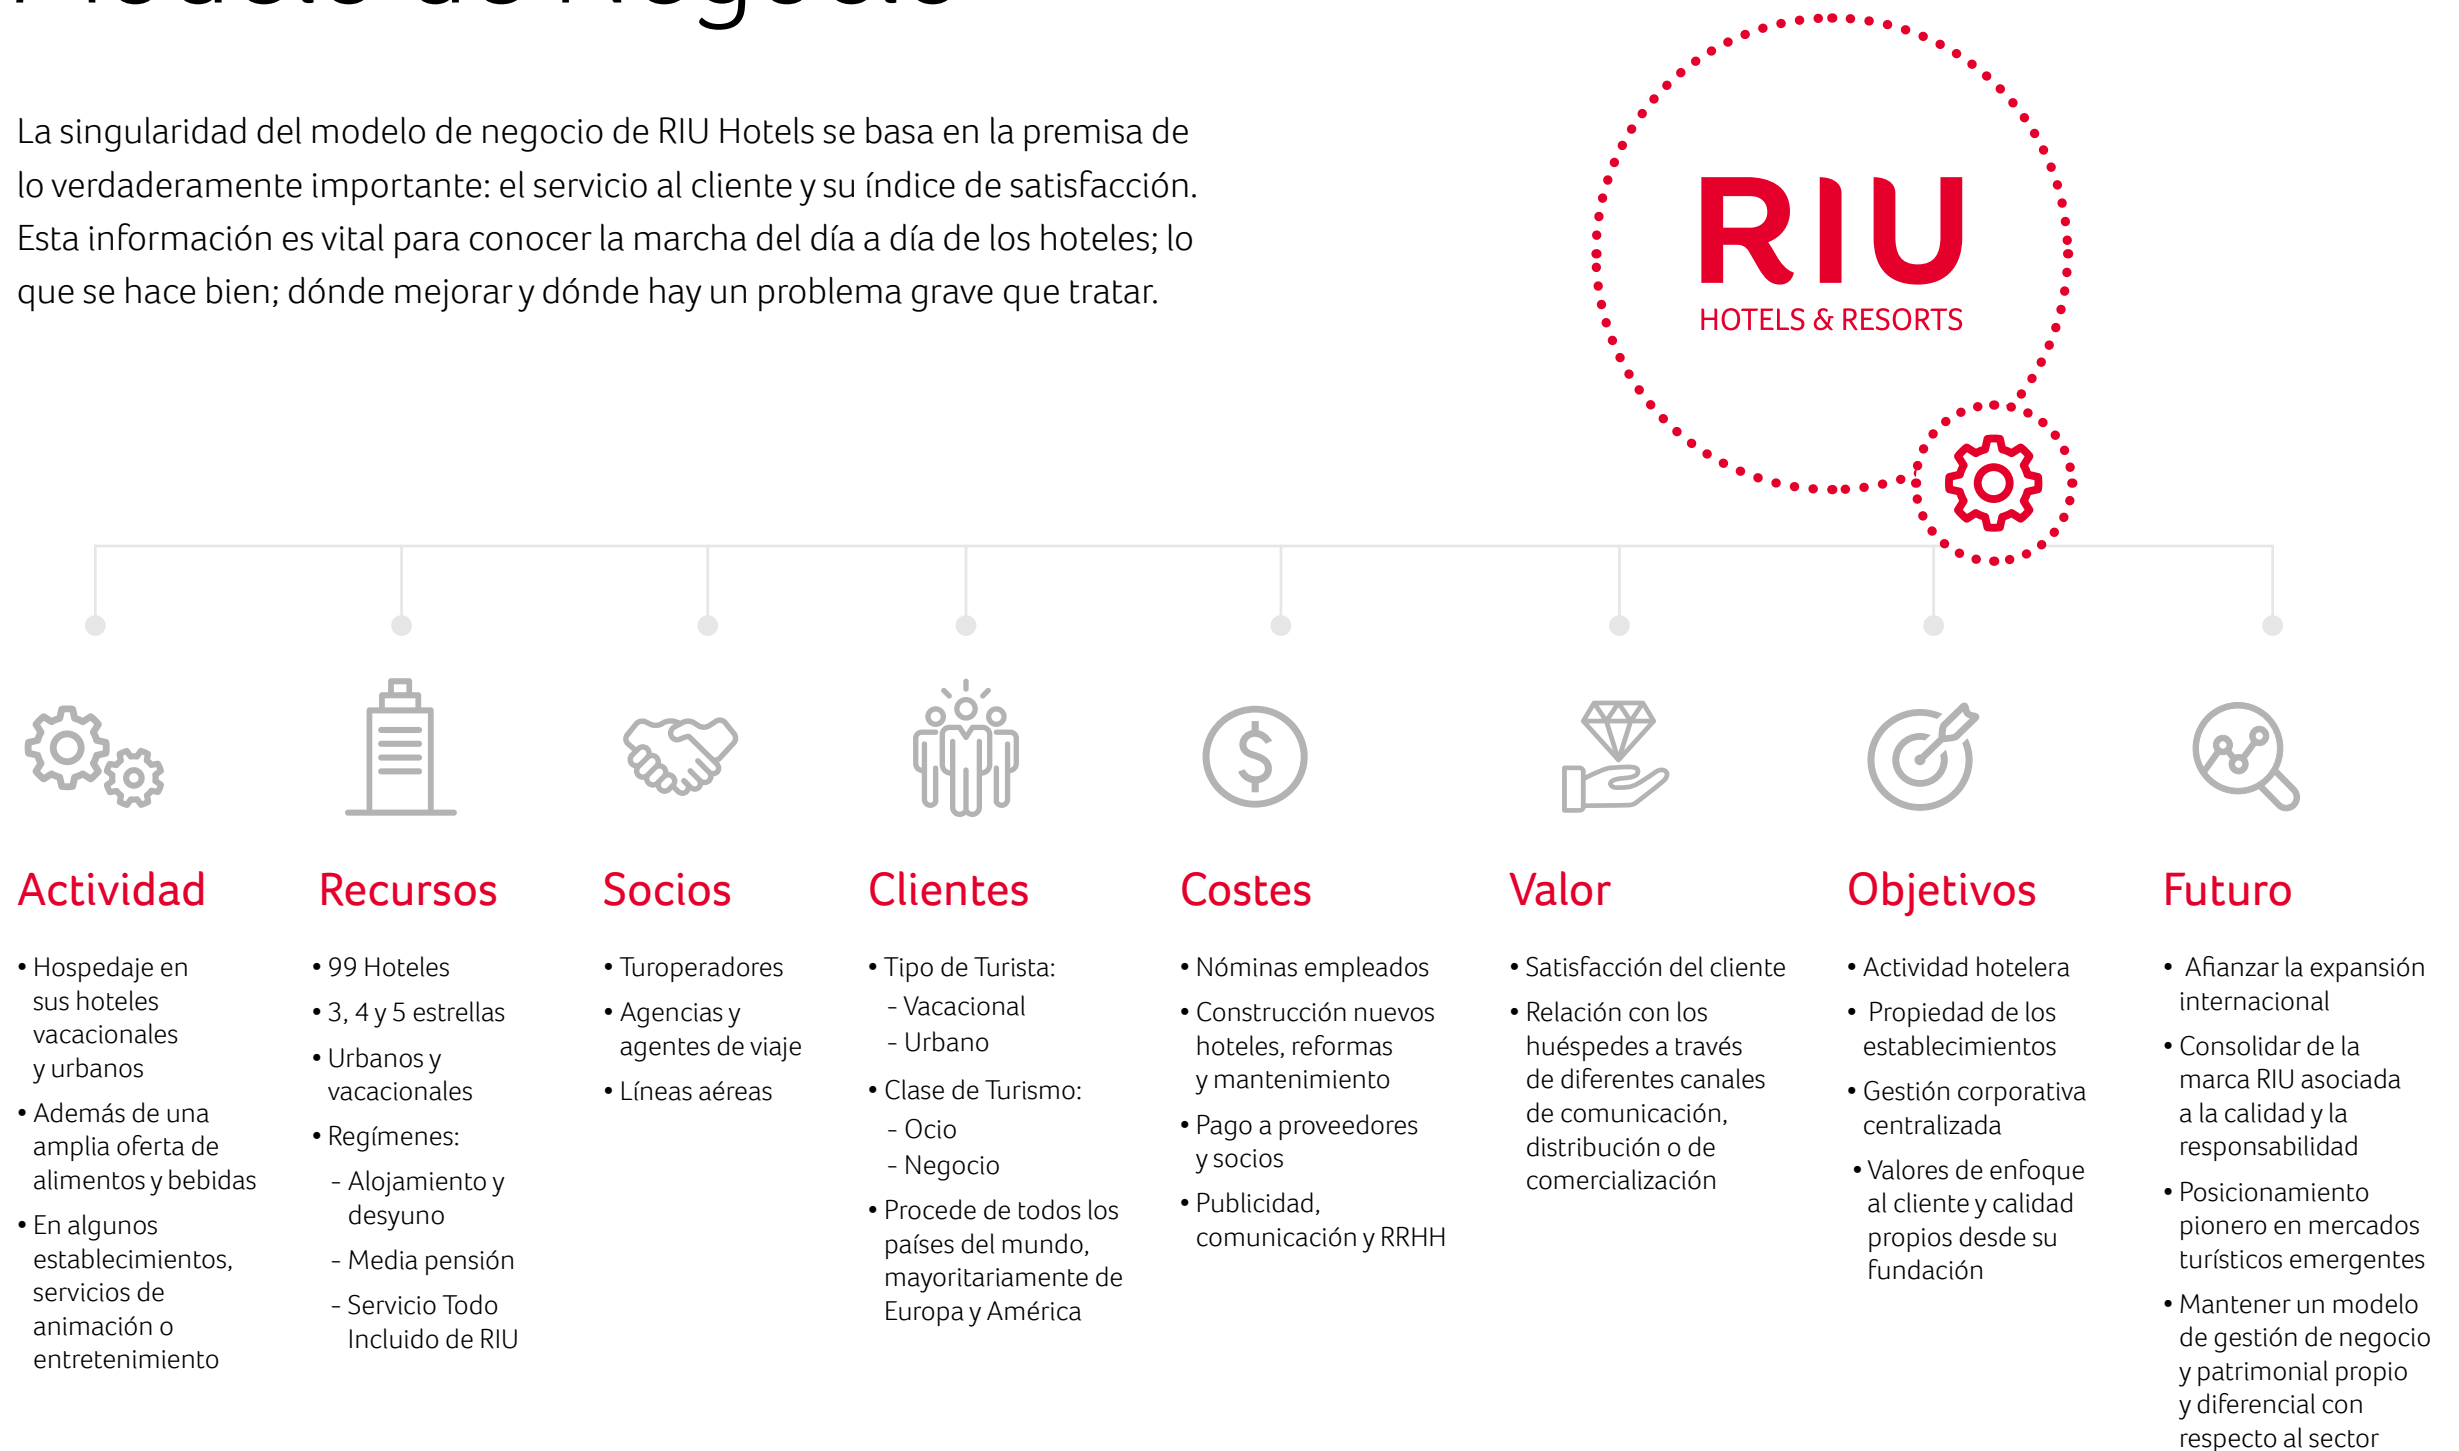 Modelo de Negocio
La singularidad del modelo de negocio de RIU Hotels se basa en la premisa de
lo verdaderamente importante: el servicio al cliente y su índice de satisfacción.
Esta información es vital para conocer la marcha del día a día de los hoteles; lo
que se hace bien; dónde mejorar y dónde hay un problema grave que tratar.
RIU
HOTELS & RESORTS
Actividad
• Hospedaje en
sus hoteles
vacacionales
y urbanos
• Además de una
amplia oferta de
alimentos y bebidas
• En algunos
establecimientos,
servicios de
animación o
entretenimiento
Recursos
• 99 Hoteles
• 3, 4 y 5 estrellas
• Urbanos y
vacacionales
• Regímenes:
- Alojamiento y
desyuno
- Media pensión
- Servicio Todo
Incluido de RIU
Socios
• Turoperadores
• Agencias y
agentes de viaje
• Líneas aéreas
Clientes
• Tipo de Turista:
- Vacacional
- Urbano
• Clase de Turismo:
- Ocio
- Negocio
• Procede de todos los
países del mundo,
mayoritariamente de
Europa y América
Costes
• Nóminas empleados
• Construcción nuevos
hoteles, reformas
y mantenimiento
• Pago a proveedores
y socios
• Publicidad,
comunicación y RRHH
Valor
• Satisfacción del cliente
• Relación con los
huéspedes a través
de diferentes canales
de comunicación,
distribución o de
comercialización
Objetivos
• Actividad hotelera
• Propiedad de los
establecimientos
• Gestión corporativa
centralizada
• Valores de enfoque
al cliente y calidad
propios desde su
fundación
Futuro
• Afianzar la expansión
internacional
• Consolidar de la
marca RIU asociada
a la calidad y la
responsabilidad
• Posicionamiento
pionero en mercados
turísticos emergentes
• Mantener un modelo
de gestión de negocio
y patrimonial propio
y diferencial con
respecto al sector